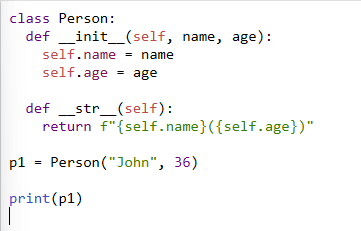 class Person:
  def __init__(self, name, age):
    self.name = name
    self.age = age

  def __str__(self):
    return f"{self.name}({self.age})"

p1 = Person("John", 36)

print(p1)